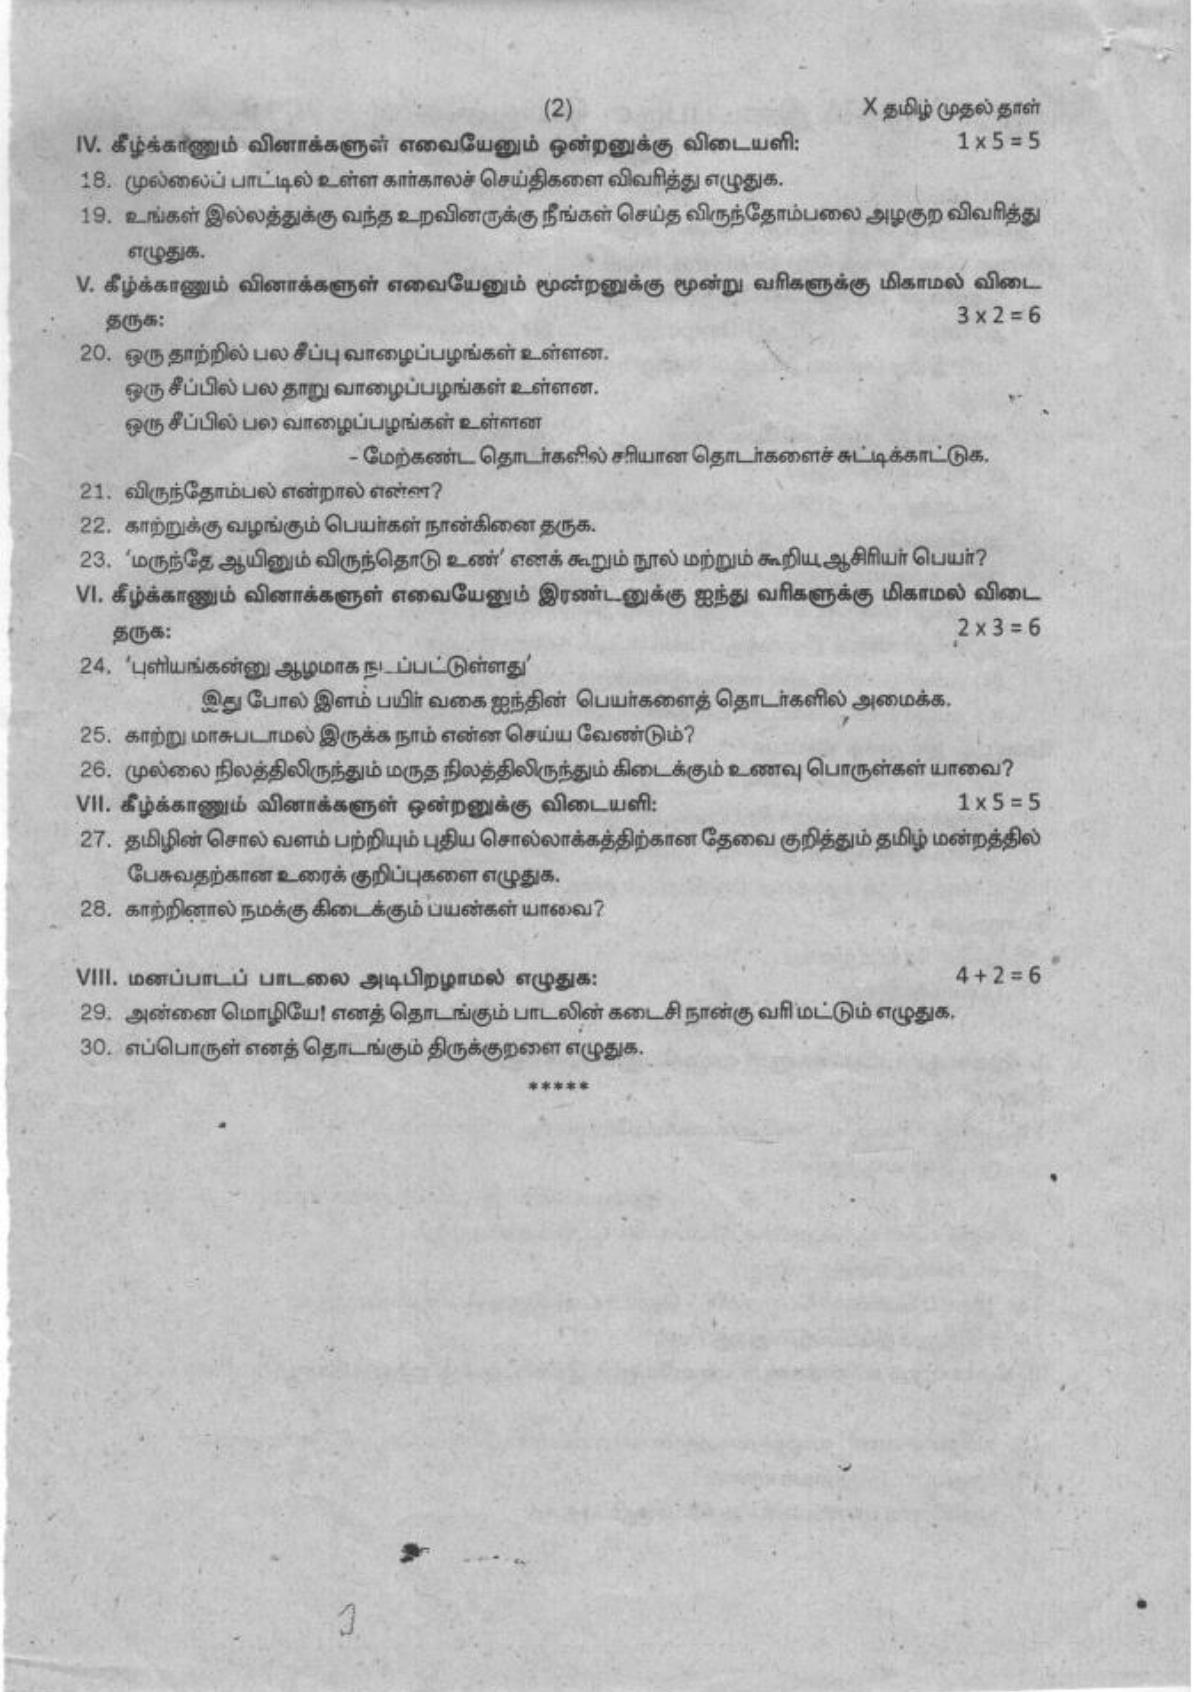 (2) X தமிழ் முதல் தாள்
IV. கீழ்க்காணும் வினாக்களுள் எவையேனும் ஒன்றனுக்கு விடையளி: 1 x 5 = 5
18. முல்லைப் பாட்டில் உள்ள கார்காலச் செய்திகளை விவரித்து எழுதுக.
19. உங்கள் இல்லத்துக்கு வந்த உறவினருக்கு நீங்கள் செய்த விருந்தோம்பலை அழகுற விவரித்து
எழுதுக.
V. கீழ்க்காணும் வினாக்களுள் எவையேனும் மூன்றனுக்கு மூன்று வரிகளுக்கு மிகாமல் விடை
தருக: 3 x 2 = 6
20. ஒரு தாற்றில் பல சீப்பு வாழைப்பழங்கள் உள்ளன.
ஒரு சீப்பில் பல தாறு வாழைப்பழங்கள் உள்ளன.
ஒரு சீப்பில் பல வாழைப்பழங்கள் உள்ளன
- மேற்கண்ட தொடர்களில் சரியான தொடர்களைச் சுட்டிக்காட்டுக.
21. விருந்தோம்பல் என்றால் என்ன?
22. காற்றுக்கு வழங்கும் பெயர்கள் நான்கினை தருக.
23. 'மருந்தே ஆயினும் விருந்தொடு உண்' எனக் கூறும் நூல் மற்றும் கூறிய ஆசிரியர் பெயர்?
VI. கீழ்க்காணும் வினாக்களுள் எவையேனும் இரண்டனுக்கு ஐந்து வரிகளுக்கு மிகாமல் விடை
தருக: 2 x 3 = 6
24. 'புளியங்கன்னு ஆழமாக நடப்பட்டுள்ளது'
இது போல் இளம் பயிர் வகை ஐந்தின் பெயர்களைத் தொடர்களில் அமைக்க.
25. காற்று மாசுபடாமல் இருக்க நாம் என்ன செய்ய வேண்டும்?
26. முல்லை நிலத்திலிருந்தும் மருத நிலத்திலிருந்தும் கிடைக்கும் உணவு பொருள்கள் யாவை?
VII. கீழ்க்காணும் வினாக்களுள் ஒன்றனுக்கு விடையளி: 1 x 5 = 5
27. தமிழின் சொல் வளம் பற்றியும் புதிய சொல்லாக்கத்திற்கான தேவை குறித்தும் தமிழ் மன்றத்தில்
பேசுவதற்கான உரைக் குறிப்புகளை எழுதுக.
28. காற்றினால் நமக்கு கிடைக்கும் பயன்கள் யாவை?
VIII. மனப்பாடப் பாடலை அடிபிறழாமல் எழுதுக: 4 + 2 = 6
29. அன்னை மொழியே! எனத் தொடங்கும் பாடலின் கடைசி நான்கு வரி மட்டும் எழுதுக.
30. எப்பொருள் எனத் தொடங்கும் திருக்குறளை எழுதுக.
*****